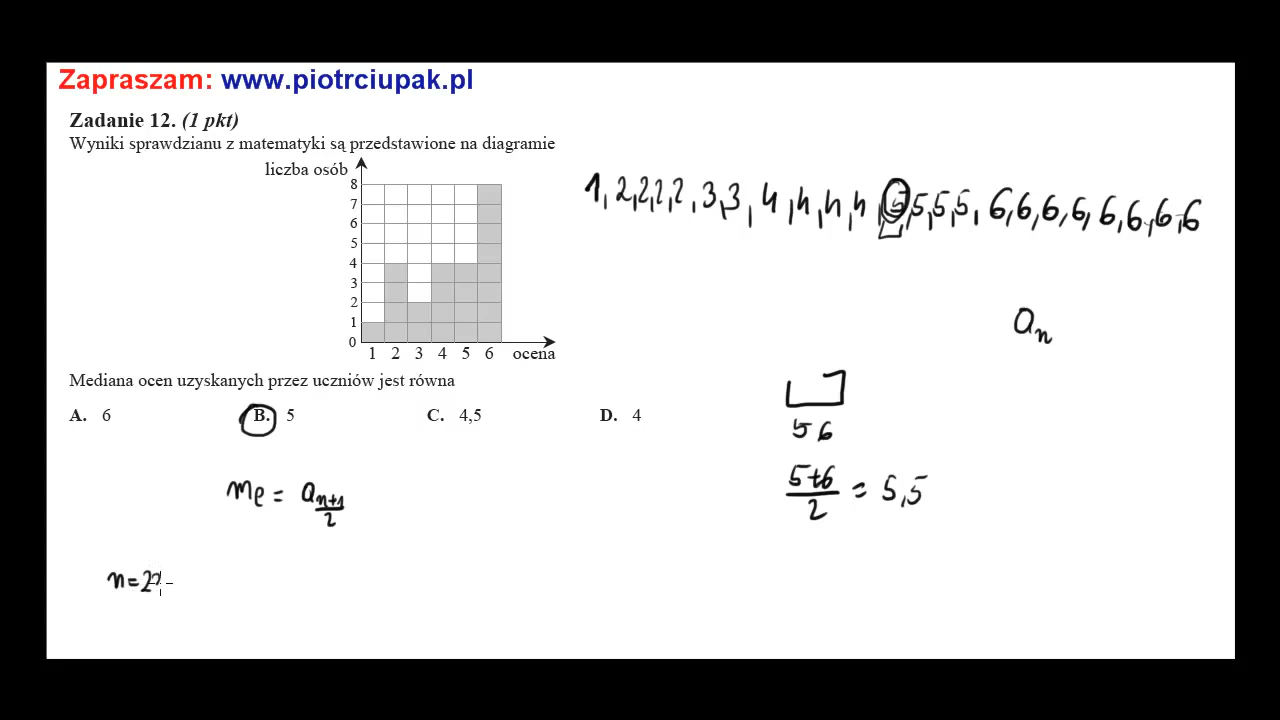 Zapraszam: www.piotrciupak.pl
Zadanie 12. (1 pkt)
Wyniki sprawdzianu z matematyki są przedstawione na diagramie
liczba osób
8
7
6
5
4
3
2
1
0
1 2 3 4 5 6 ocena
1, 2, 2, 2, 2, 3, 3, 4, 4, 4, 4, 5, 5, 5, 5, 6, 6, 6, 6, 6, 6, 6, 6
an
Mediana ocen uzyskanych przez uczniów jest równa
A. 6 B. 5 C. 4,5 D. 4
5 6
5+6/2 = 5,5
me = a n+1/2
n=2